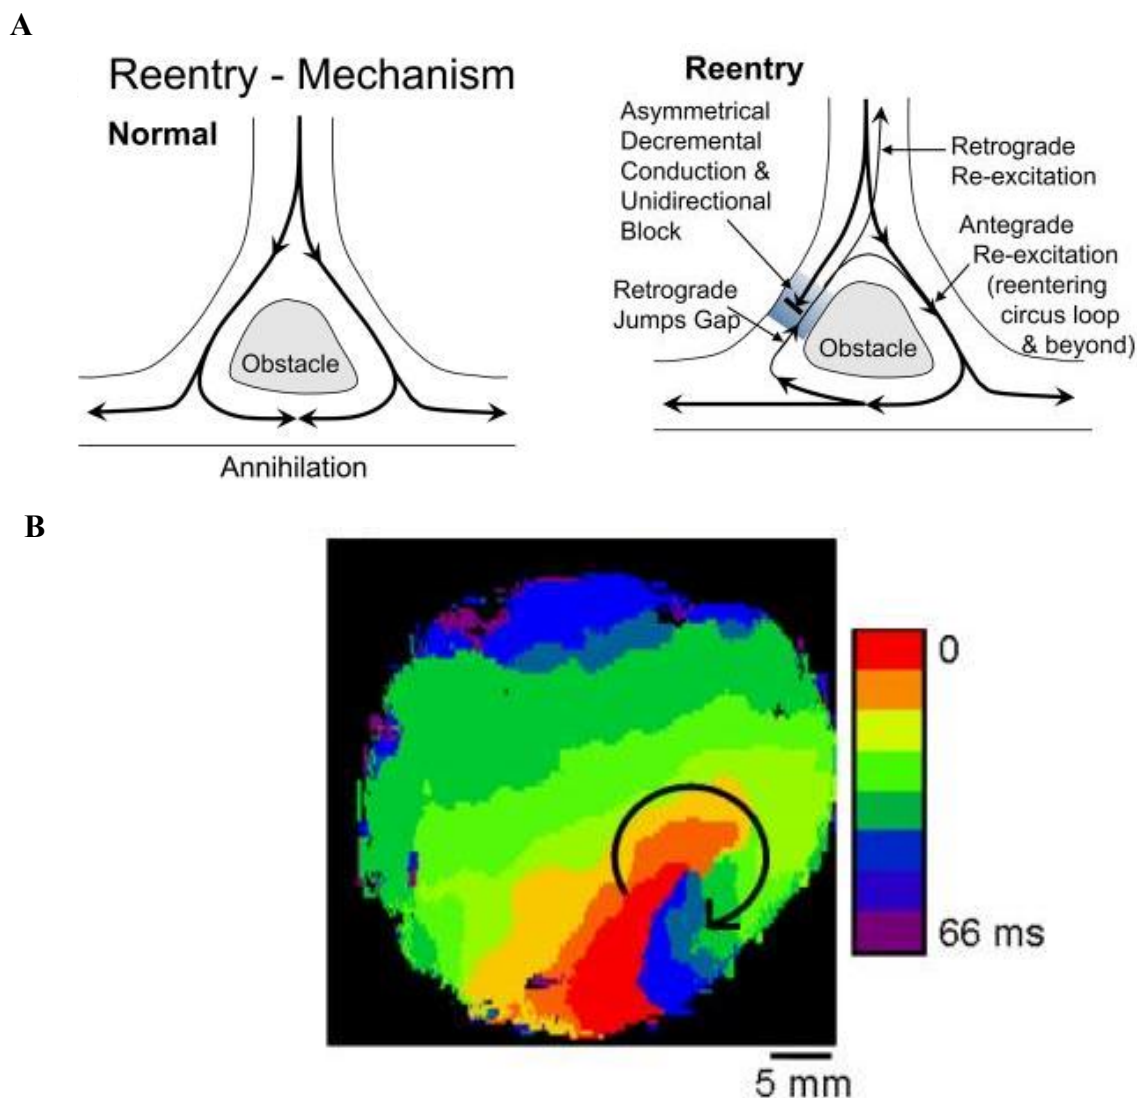 A
Reentry - Mechanism
Normal
Obstacle
Annihilation
Reentry
Asymmetrical
Decremental
Conduction &
Unidirectional
Block
Retrograde
Jumps Gap
Retrograde
Re-excitation
Antegrade
Re-excitation
(reentering
circus loop
& beyond)
Obstacle
B
0
66 ms
5 mm